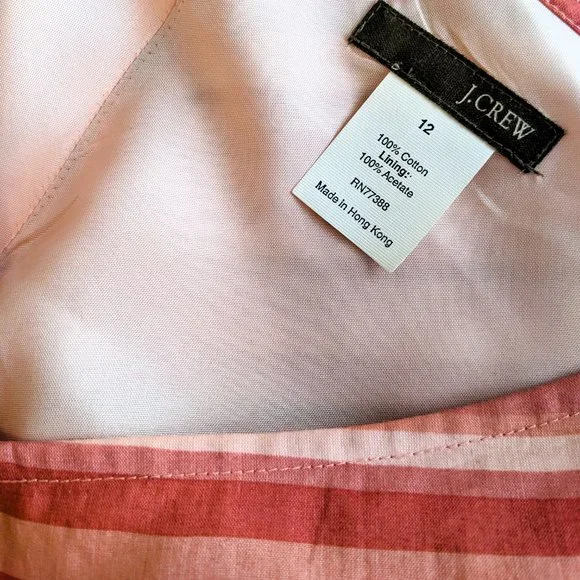 J.CREW
12
100% Cotton
Lining:
100% Acetate
RN77388
Made in Hong Kong